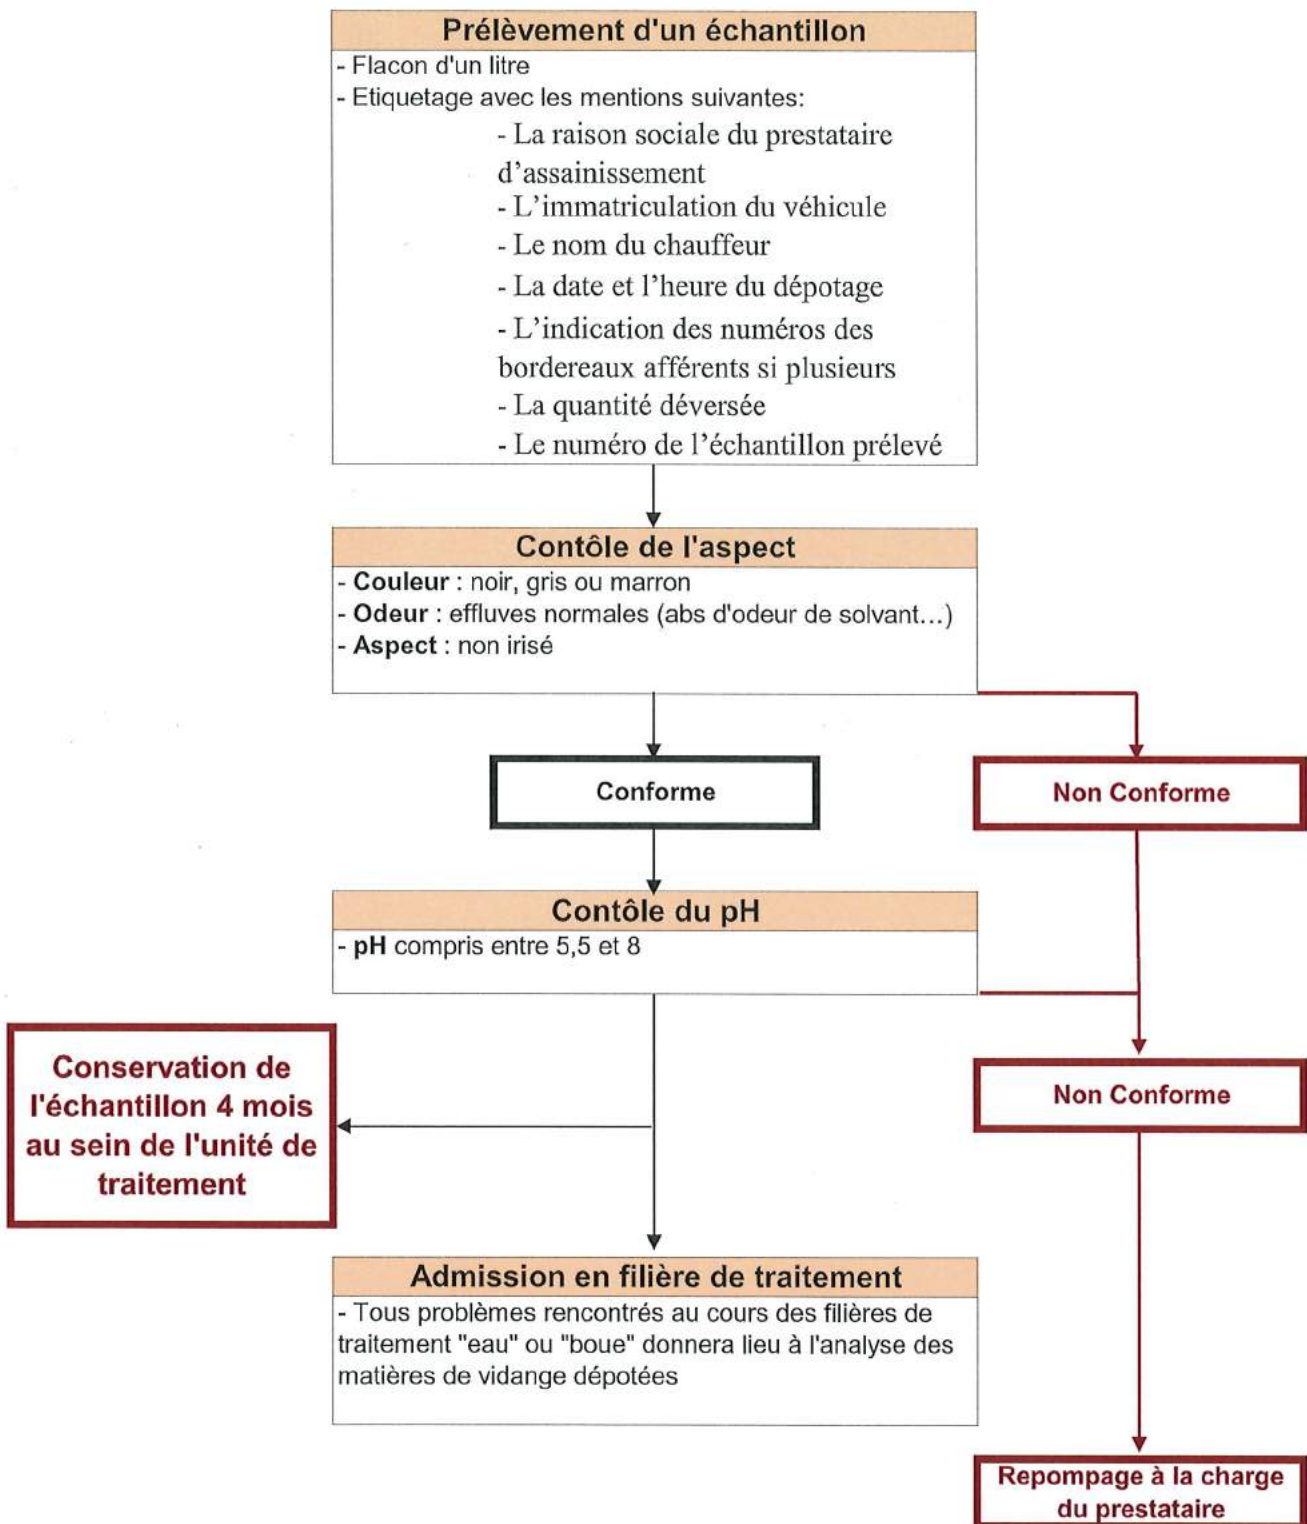 Prélèvement d'un échantillon
- Flacon d'un litre
- Etiquetage avec les mentions suivantes:
- La raison sociale du prestataire
d’assainissement
- L’immatriculation du véhicule
- Le nom du chauffeur
- La date et l’heure du dépotage
- L’indication des numéros des
bordereaux afférents si plusieurs
- La quantité déversée
- Le numéro de l’échantillon prélevé
Contôle de l'aspect
- Couleur : noir, gris ou marron
- Odeur : effluves normales (abs d'odeur de solvant...)
- Aspect : non irisé
Conforme
Non Conforme
Contôle du pH
- pH compris entre 5,5 et 8
Conservation de
l'échantillon 4 mois
au sein de l'unité de
traitement
Non Conforme
Admission en filière de traitement
- Tous problèmes rencontrés au cours des filières de
traitement "eau" ou "boue" donnera lieu à l'analyse des
matières de vidange dépotées
Repompage à la charge
du prestataire